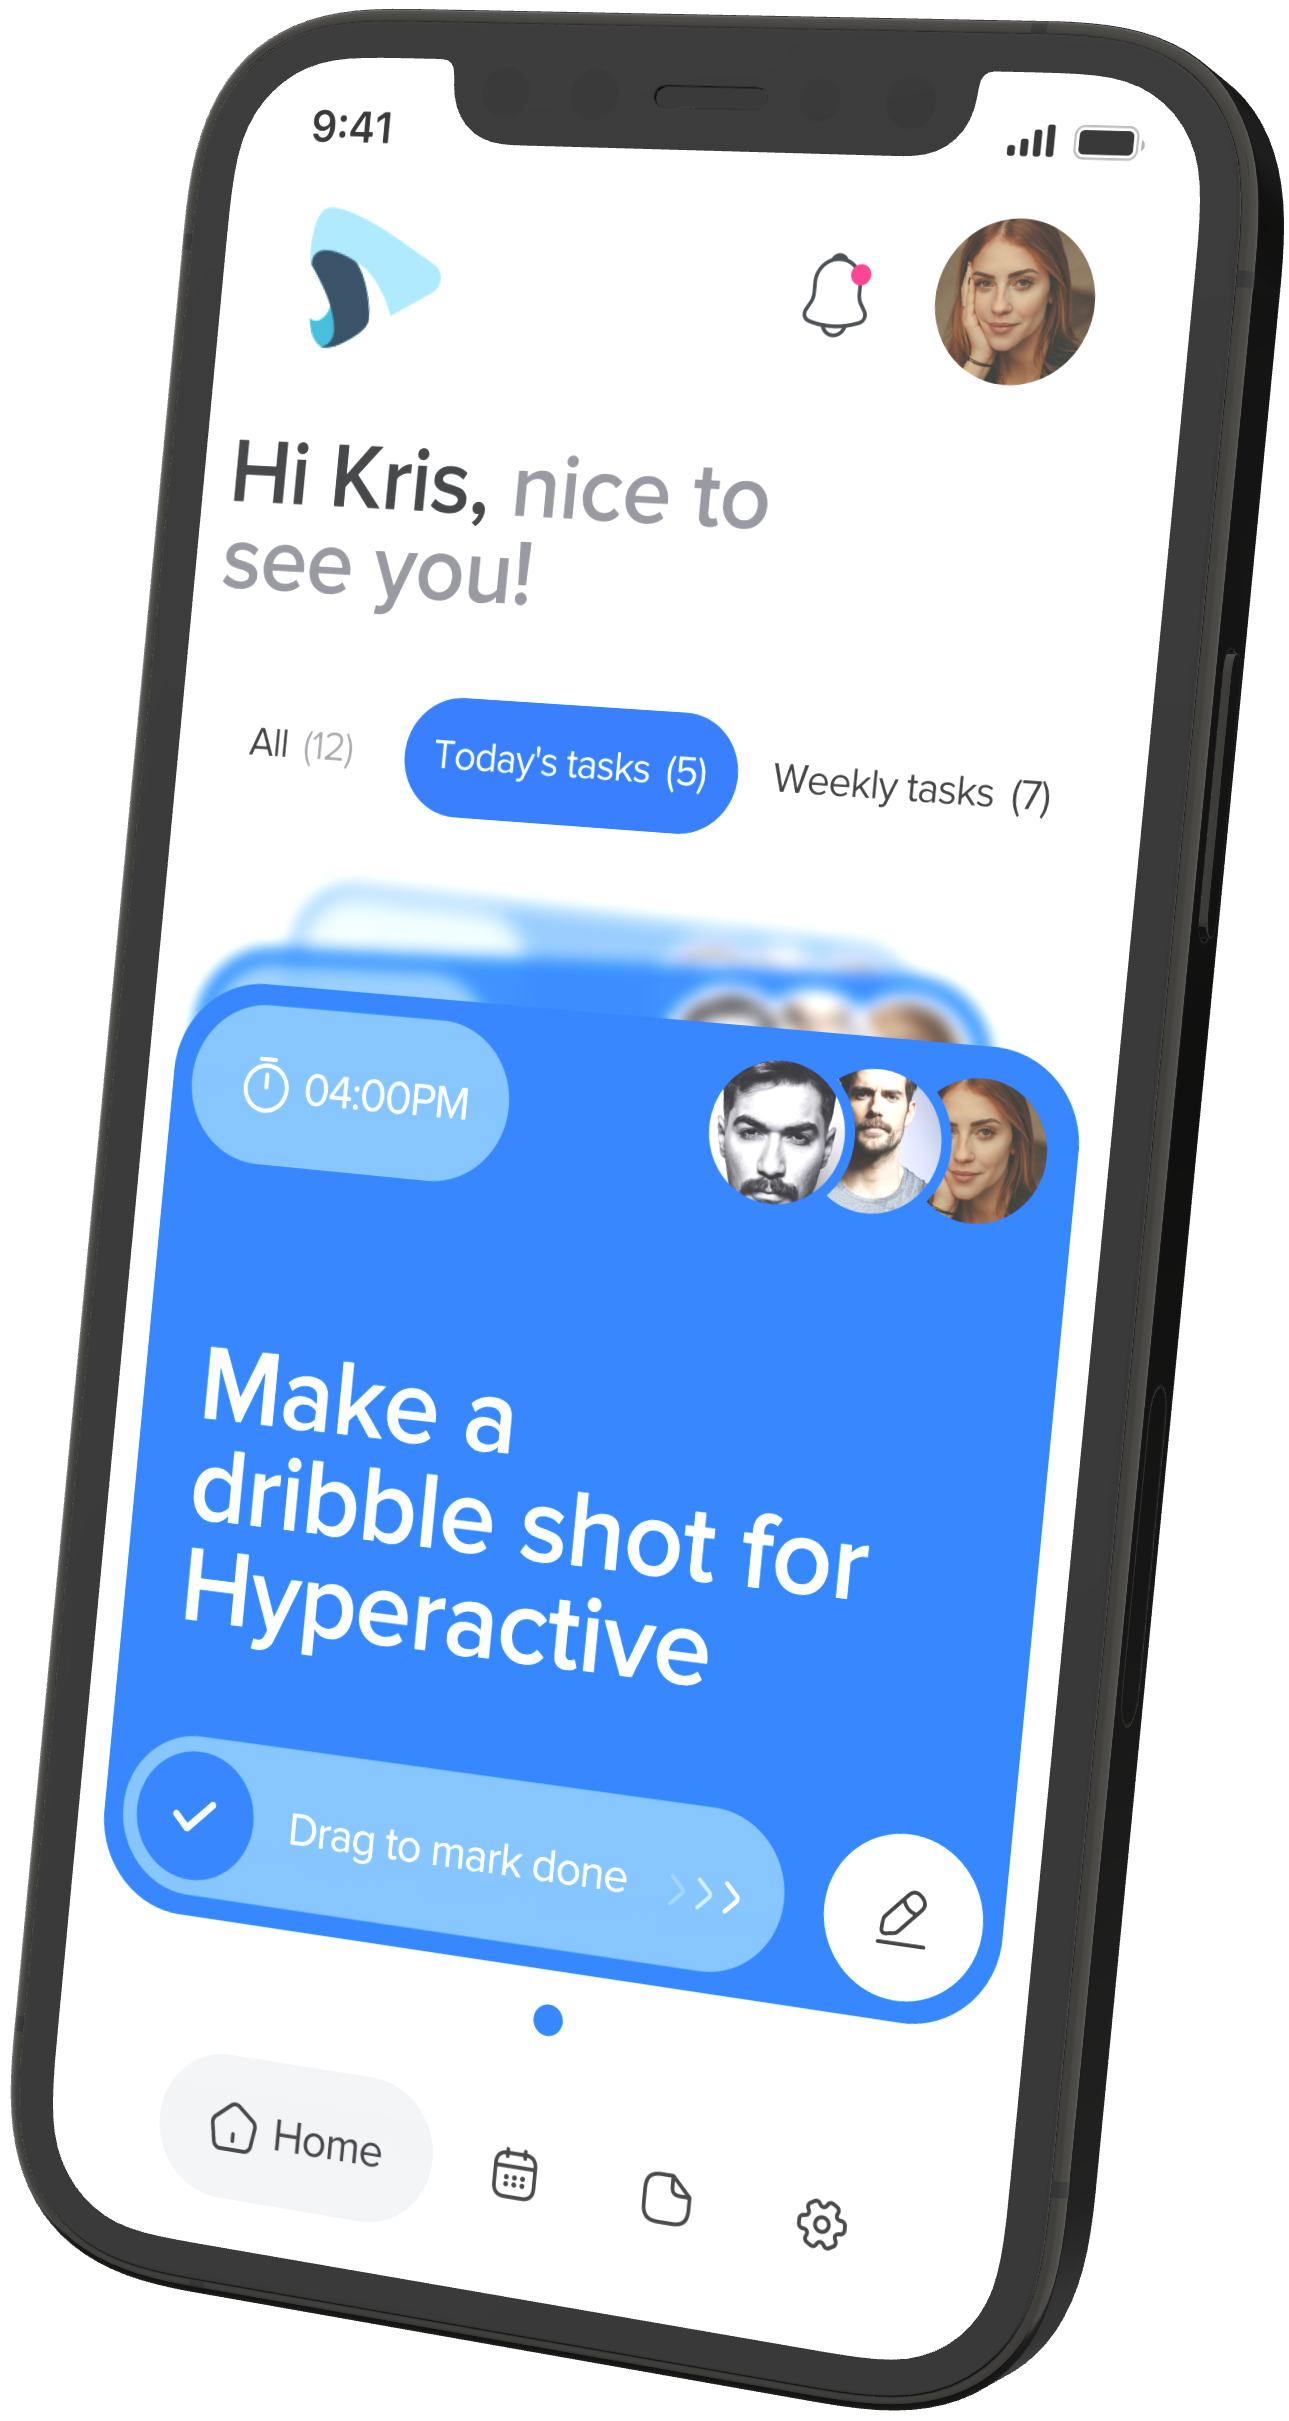 9:41
Hi Kris, nice to
see you!
All (12)
Today's tasks (5)
Weekly tasks (7)
04:00PM
Make a
dribble shot for
Hyperactive
Drag to mark done
Home